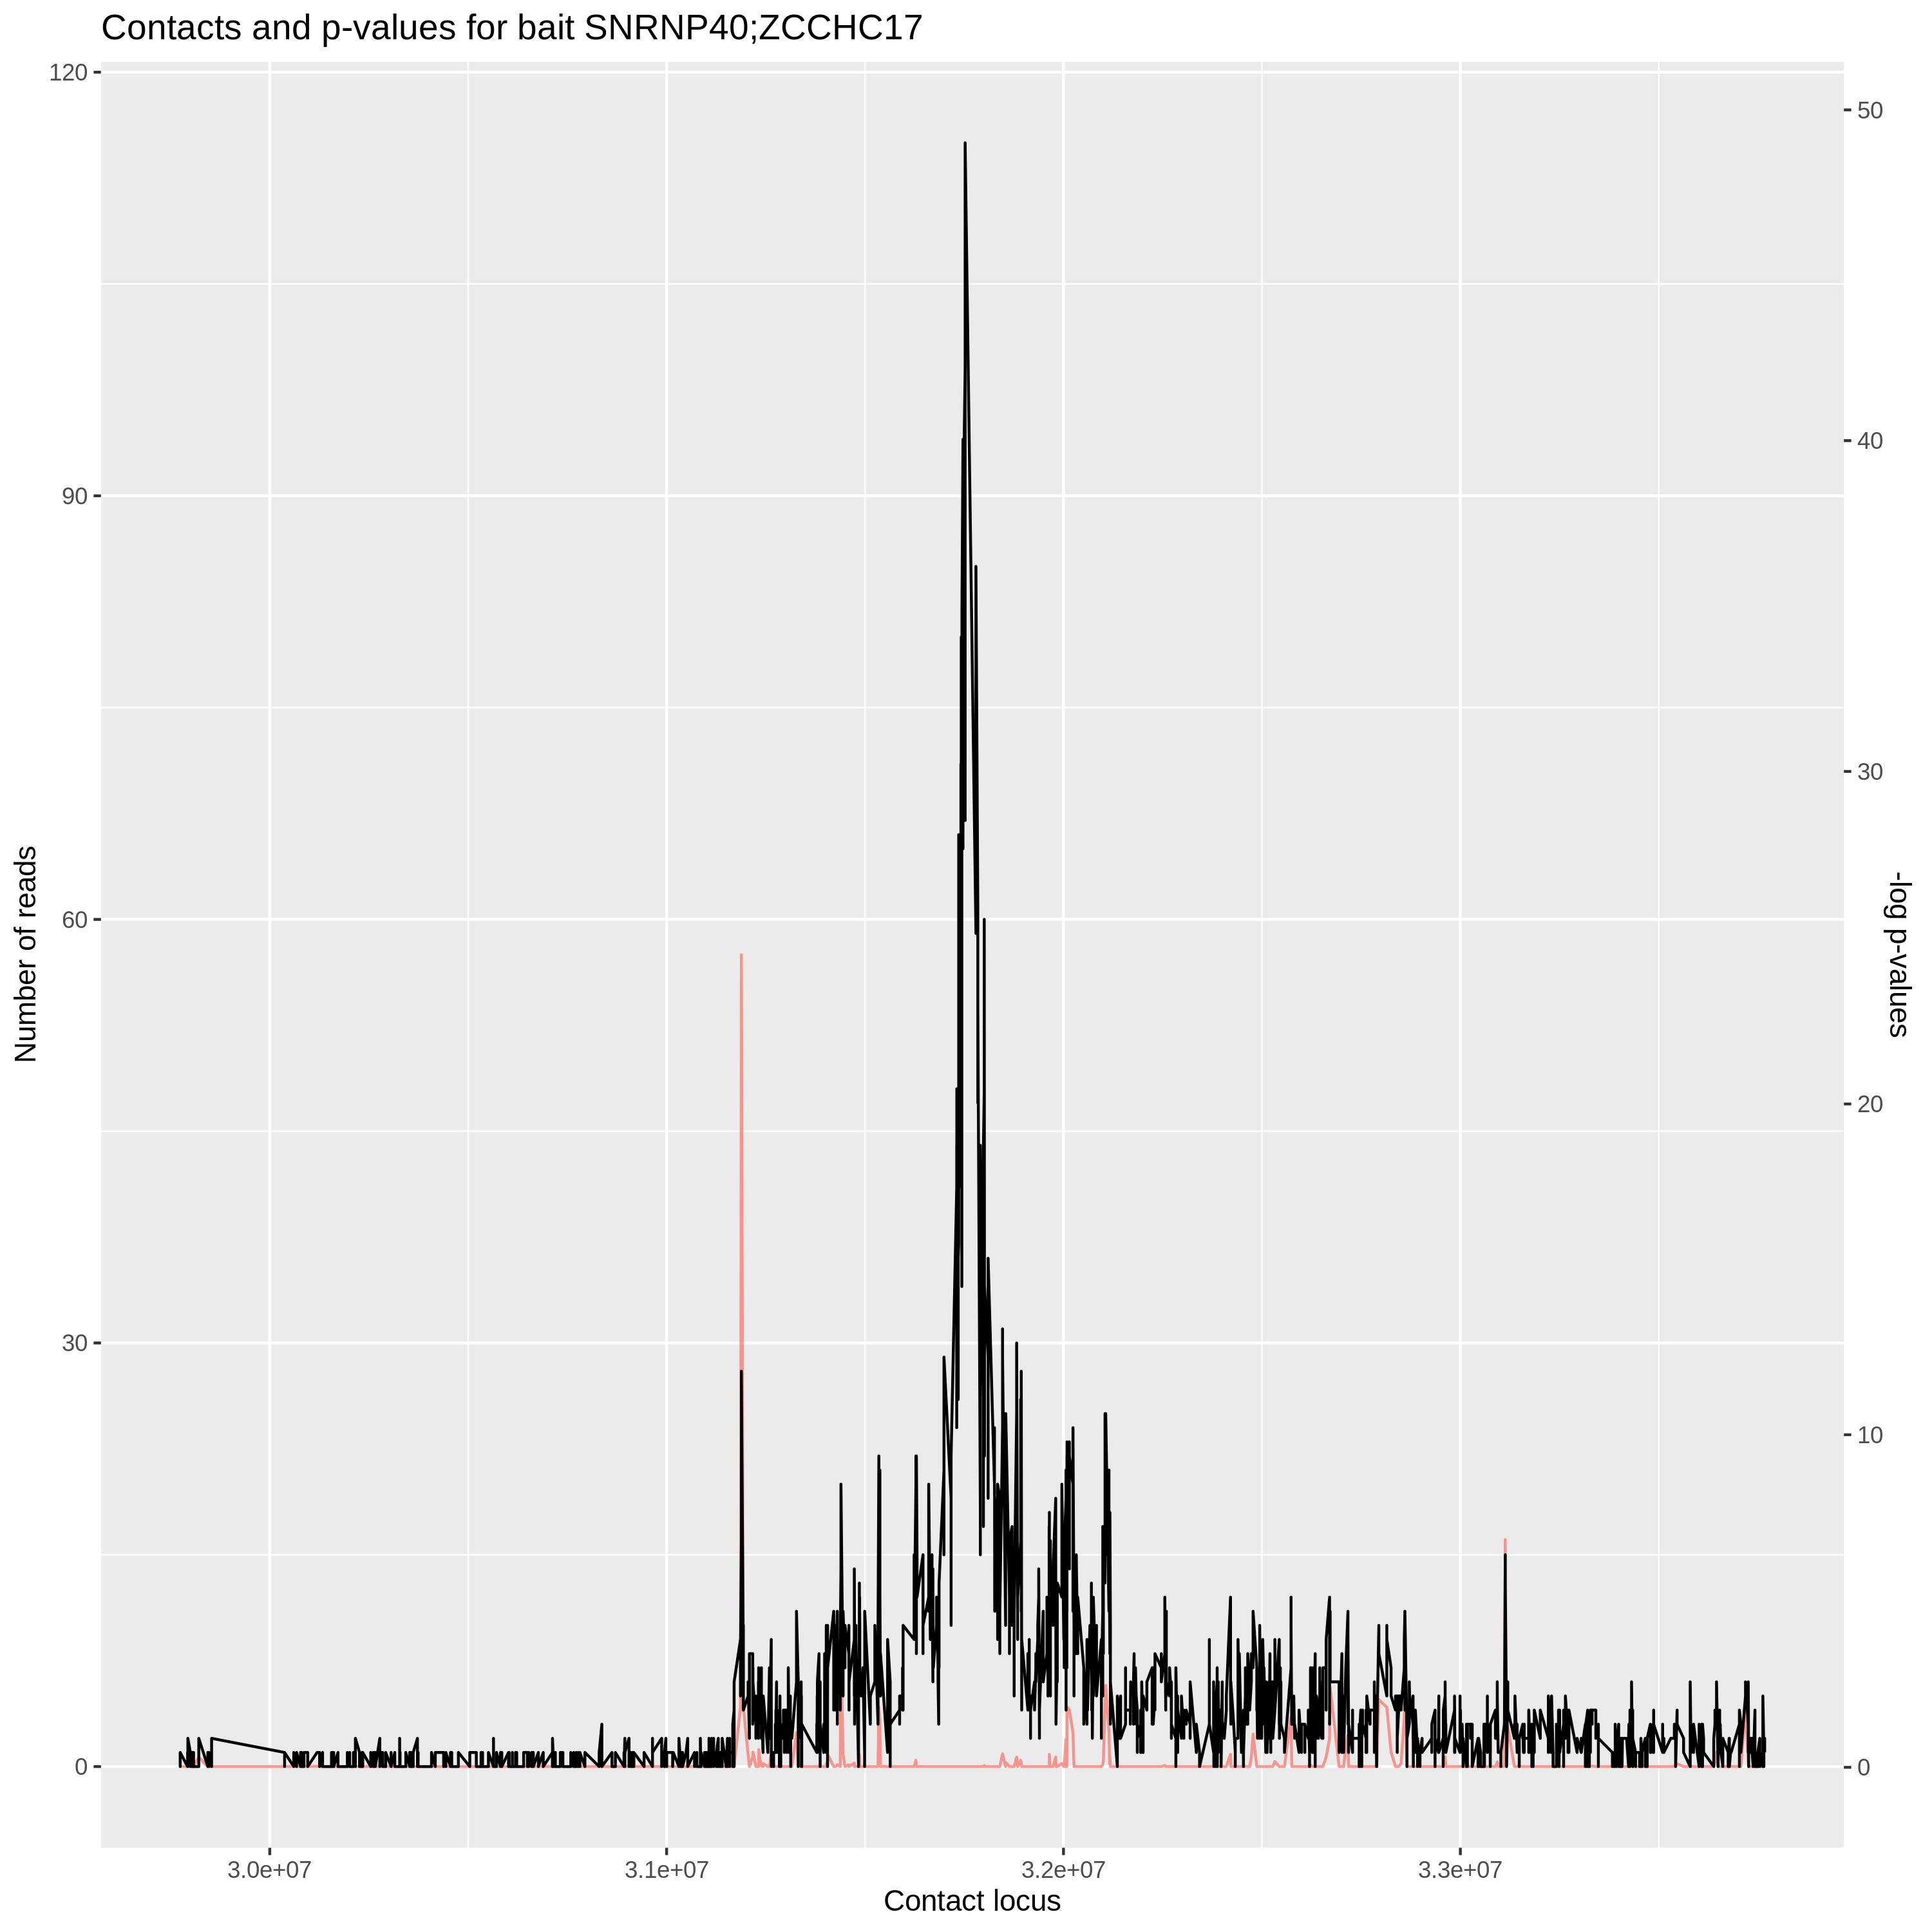 Contacts and p-values for bait SNRNP40;ZCCHC17
120
90
60
30
0
Number of reads
50
40
30
20
10
0
-log p-values
3.0e+07 3.1e+07 3.2e+07 3.3e+07
Contact locus